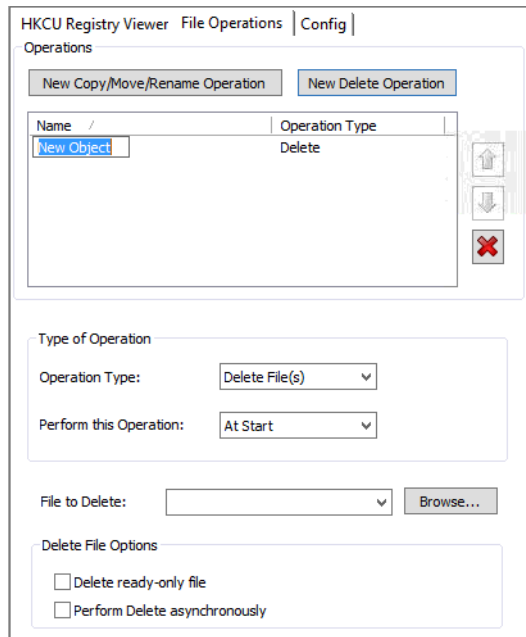 HKCU Registry Viewer File Operations Config
Operations
New Copy/Move/Rename Operation New Delete Operation
Name Operation Type
New Object Delete
Type of Operation
Operation Type: Delete File(s)
Perform this Operation: At Start
File to Delete: Browse...
Delete File Options
Delete ready-only file
Perform Delete asynchronously